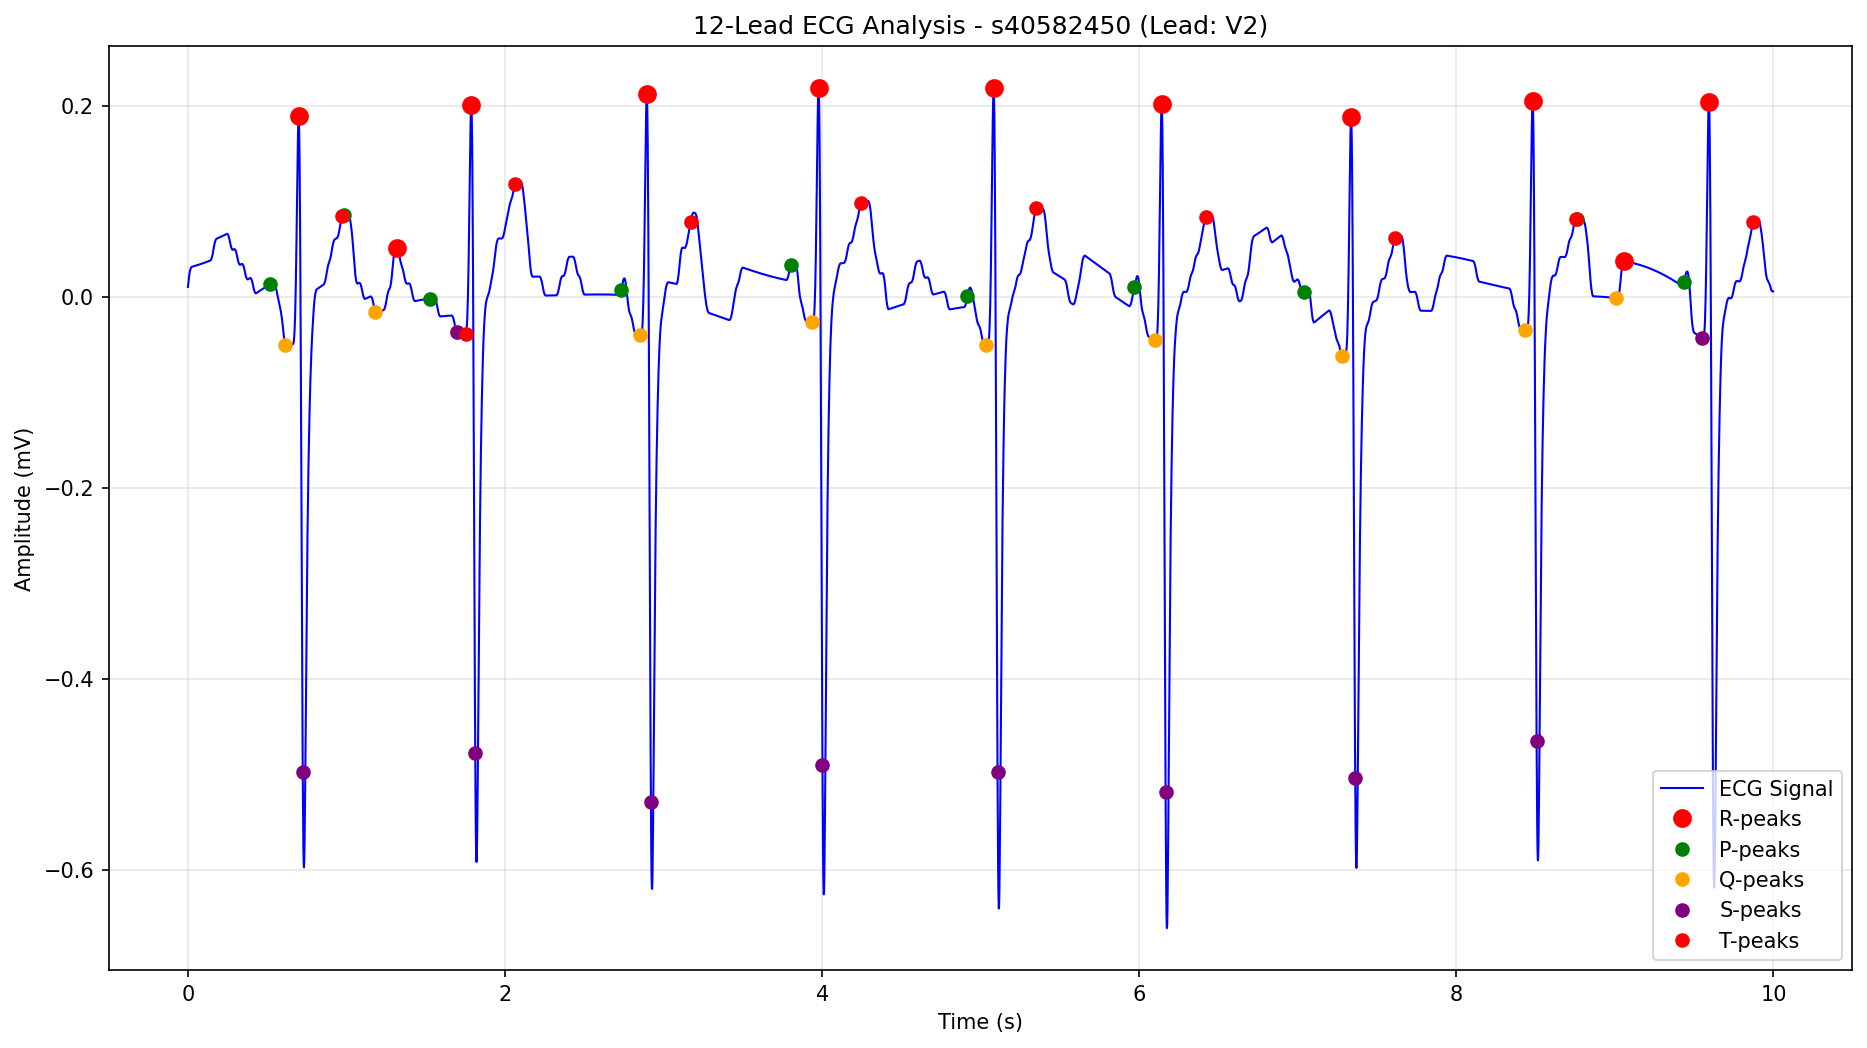 12-Lead ECG Analysis - s40582450 (Lead: V2)
Amplitude (mV)
0.2
0.0
−0.2
−0.4
−0.6
0 2 4 6 8 10
Time (s)
ECG Signal
R-peaks
P-peaks
Q-peaks
S-peaks
T-peaks